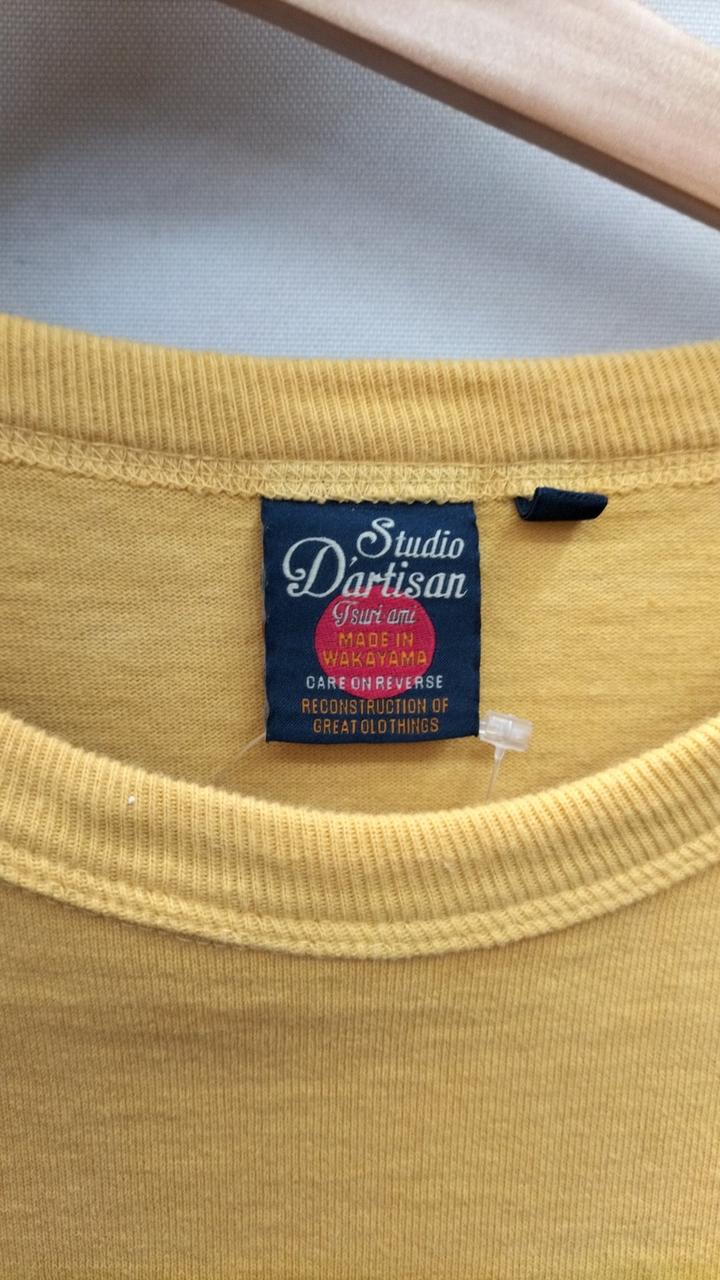 Studio
D'artisan
Tsuri-ami
MADE IN
WAKAYAMA
CARE ON REVERSE
RECONSTRUCTION OF
GREAT OLD THINGS